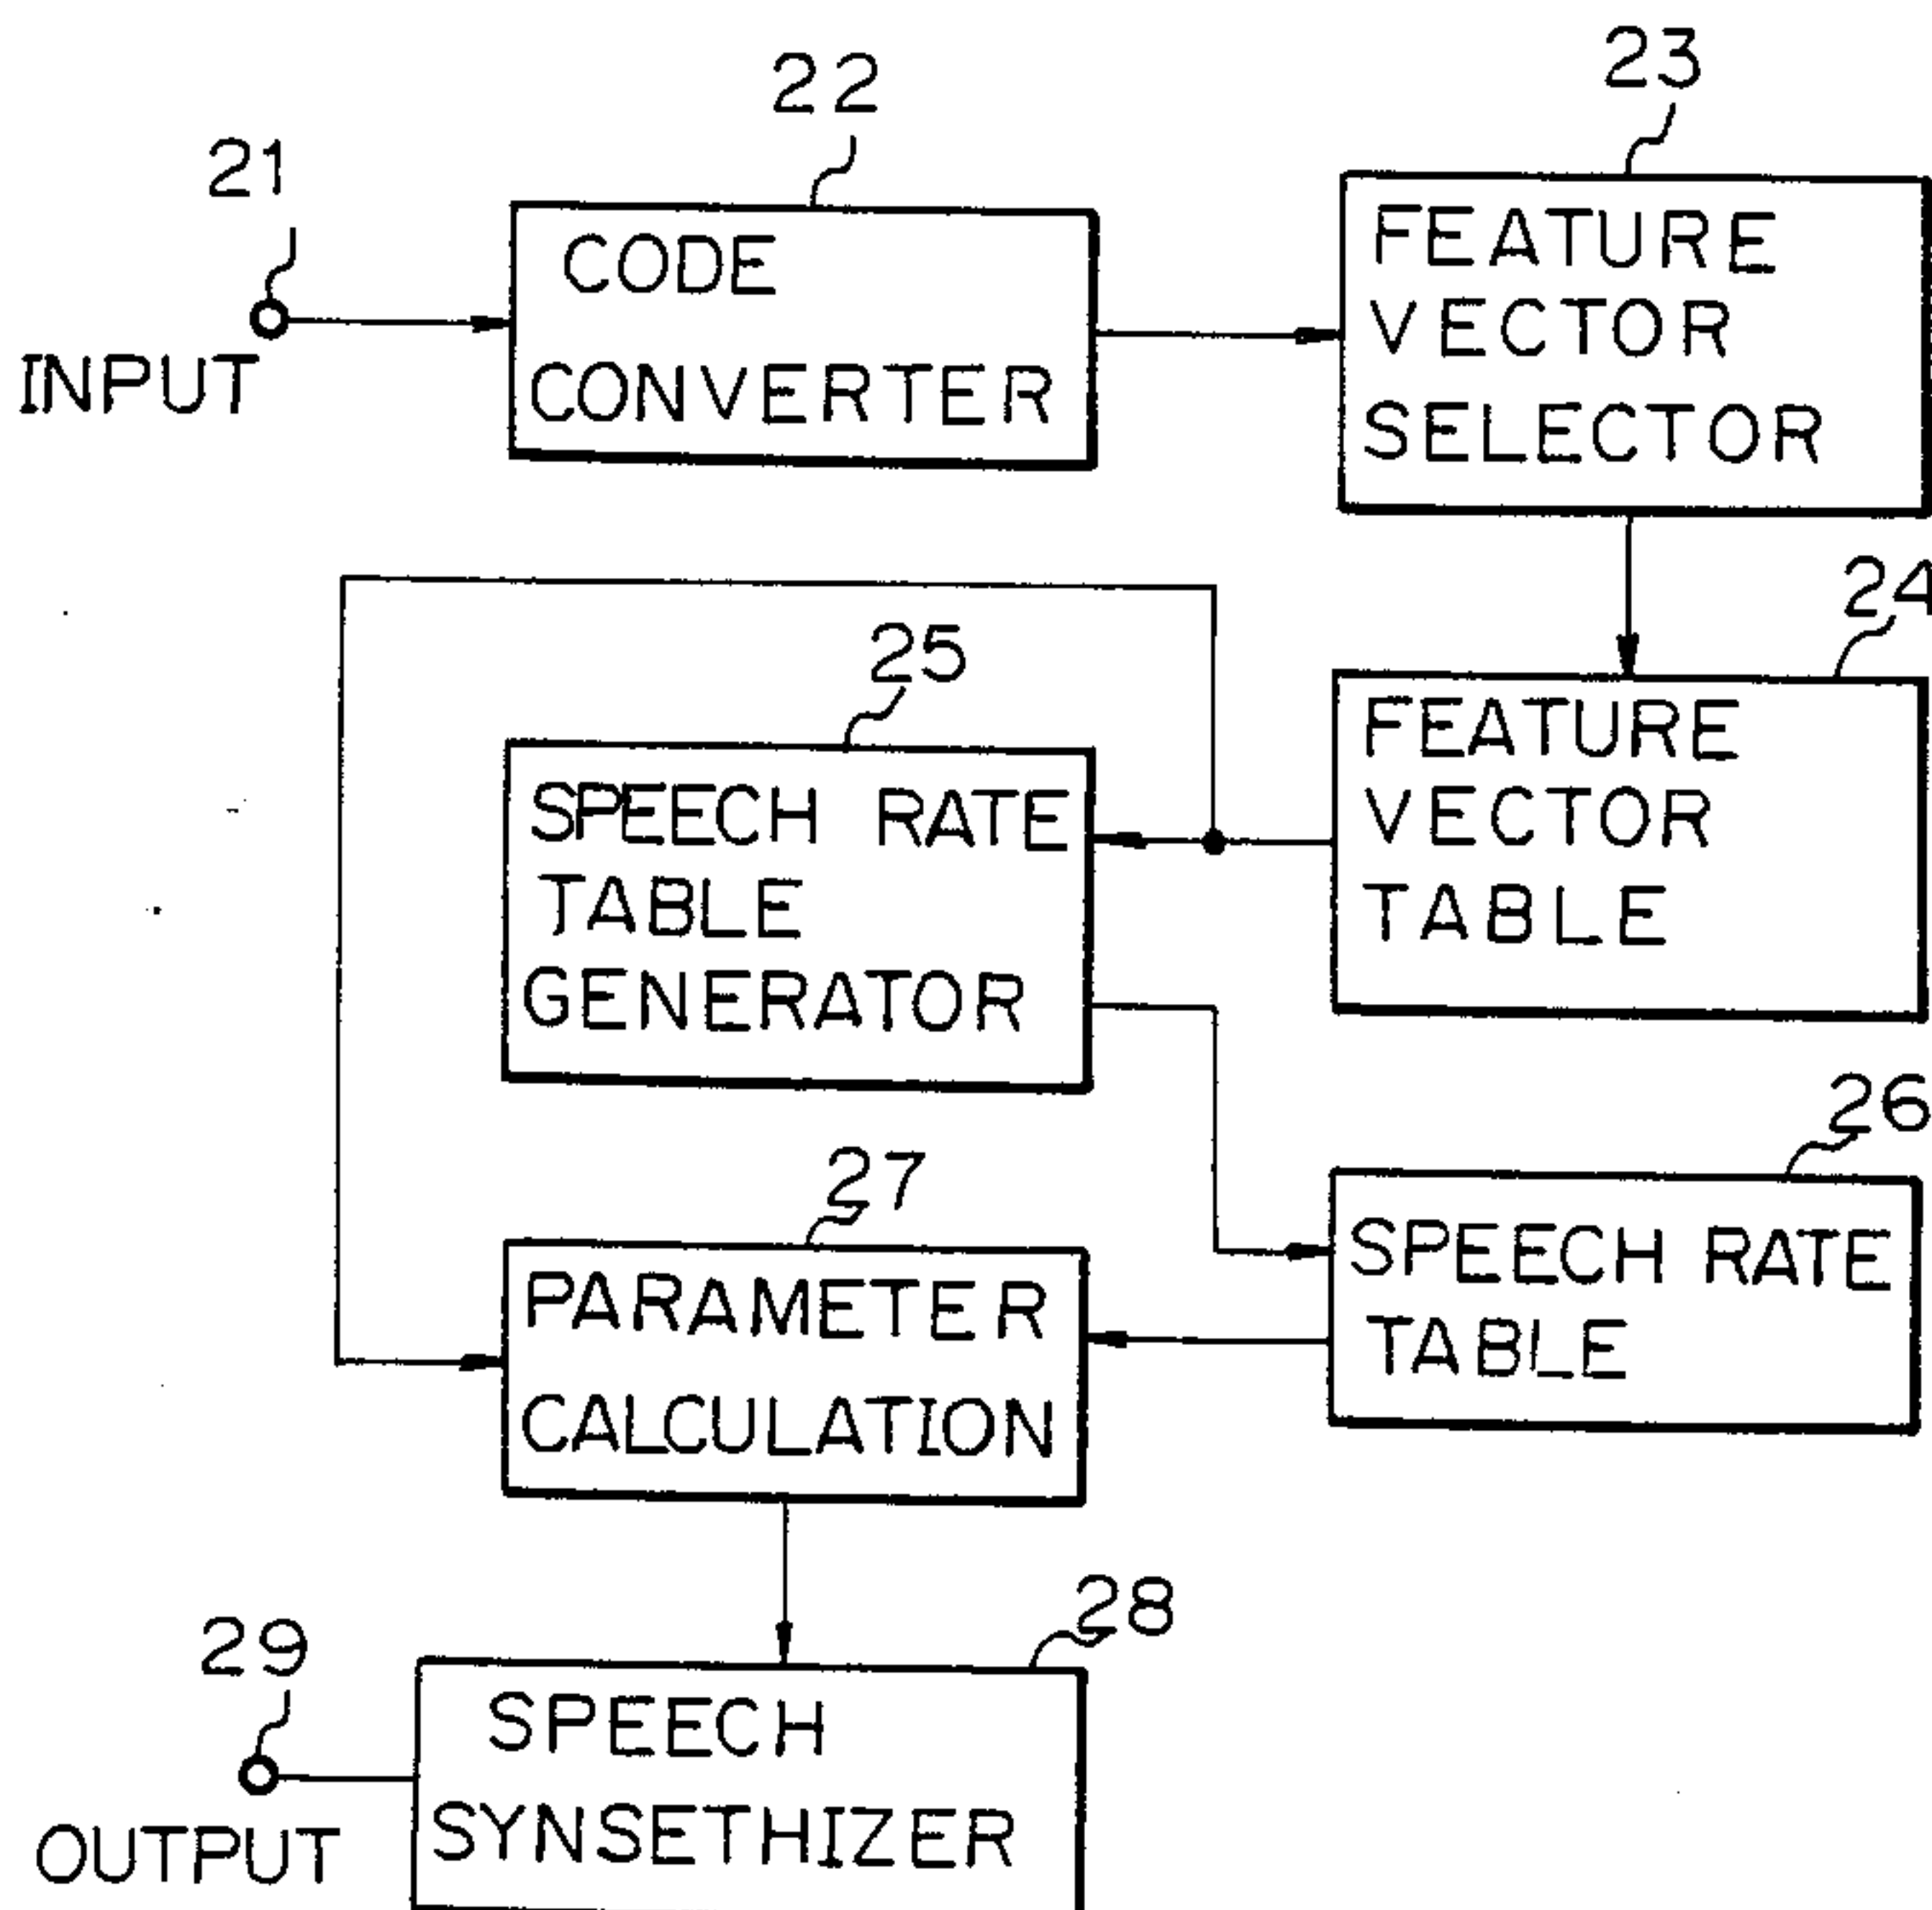 21
INPUT
22
CODE
CONVERTER
23
FEATURE
VECTOR
SELECTOR
24
FEATURE
VECTOR
TABLE
25
SPEECH RATE
TABLE
GENERATOR
26
SPEECH RATE
TABLE
27
PARAMETER
CALCULATION
28
SPEECH
SYNSETHIZER
29
OUTPUT